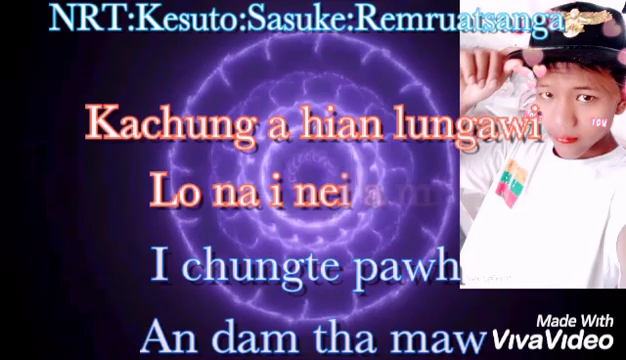 NRT:Kesuto:Sasuke:Remruatsanga
Kachung a hian lungawi
Lo na i nei a m
I chungte pawh
An dam tha maw
YOU
Made With
VivaVideo